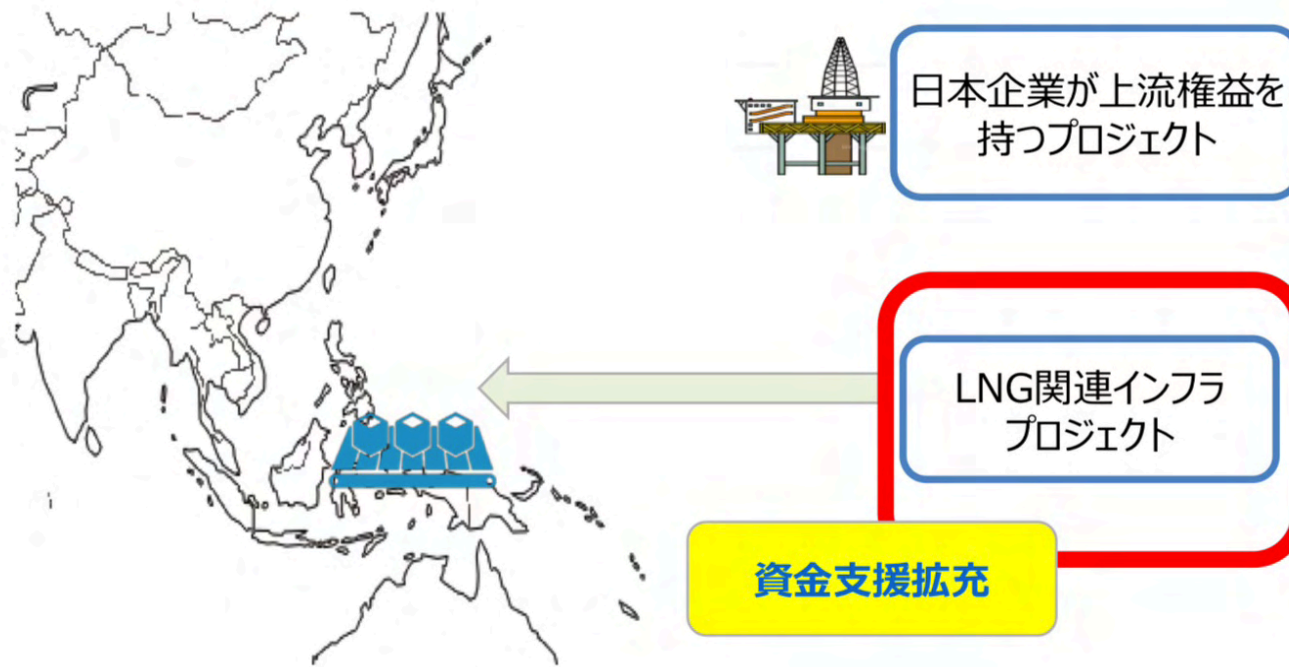 日本企業が上流権益を
持つプロジェクト
LNG関連インフラ
プロジェクト
資金支援拡充